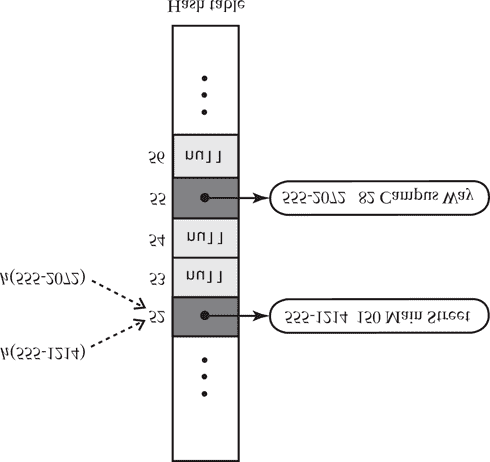 h(555-1214)
52
555-1214 150 Main Street
h(555-2072)
53 null
54 null
55
555-2072 82 Campus Way
56 null
Hash table